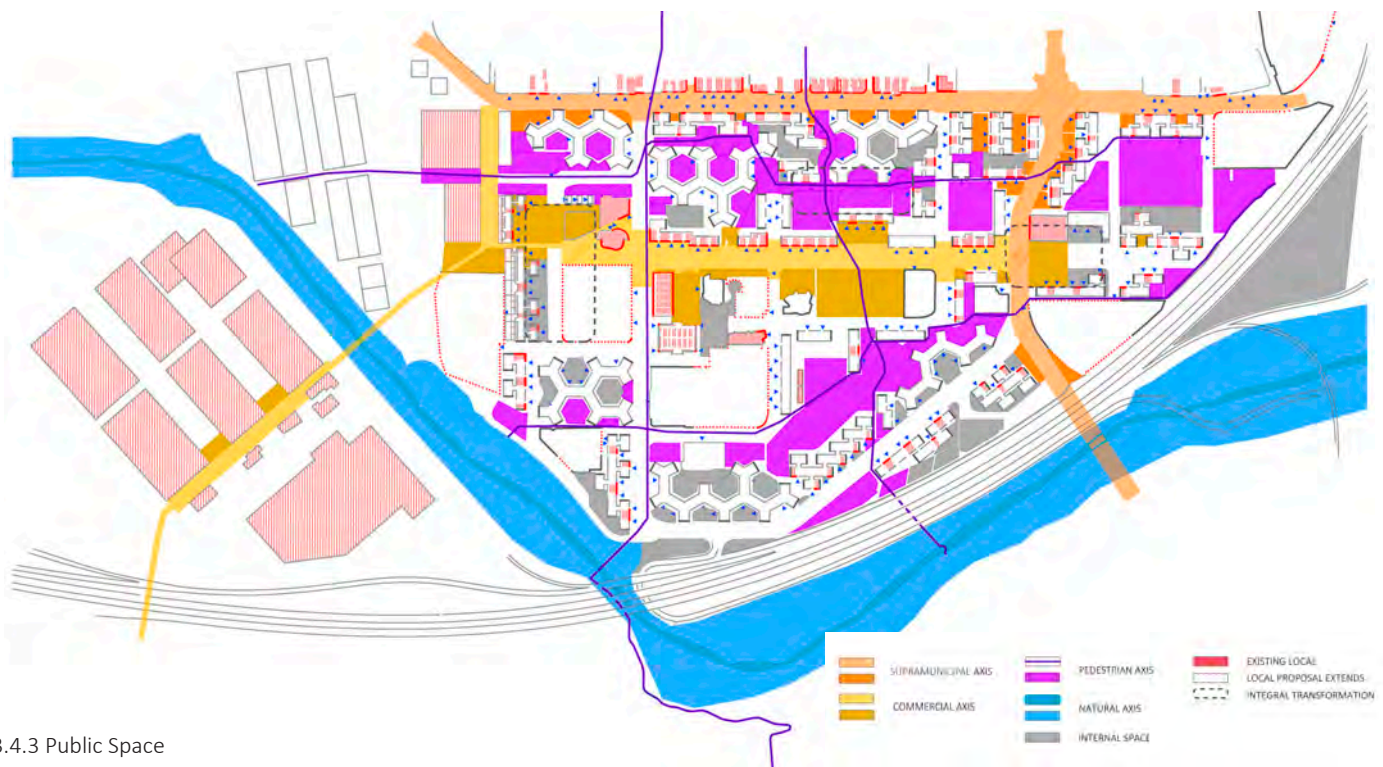 SUPRAMUNICIPAL AXIS
COMMERCIAL AXIS
PEDESTRIAN AXIS
NATURAL AXIS
INTERNAL SPACE
EXISTING LOCAL
LOCAL PROPOSAL EXTENDS
INTEGRAL TRANSFORMATION
.4.3 Public Space